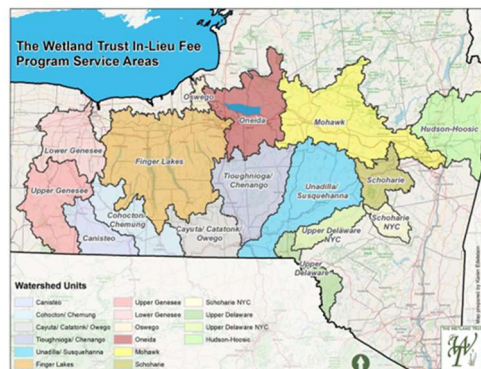 The Wetland Trust In-Lieu Fee
Program Service Areas
Oswego
Oneida
Mohawk
Hudson-Hoosic
Lower Genesee
Finger Lakes
Upper Genesee
Tioughnioga/
Chenango
Unadilla/
Susquehanna
Schoharie
Cohocton/
Chemung
Canisteo
Cayuta/ Catatonk/
Owego
Upper Delaware
NYC
Schoharie
NYC
Upper
Delaware
Watershed Units
Canisteo
Cohocton/ Chemung
Cayuta/ Catatonk/ Owego
Tioughnioga/ Chenango
Unadilla/ Susquehanna
Finger Lakes
Upper Genesee
Lower Genesee
Oswego
Oneida
Mohawk
Schoharie
Schoharie NYC
Upper Delaware
Upper Delaware NYC
Hudson-Hoosic
THE WETLAND TRUST